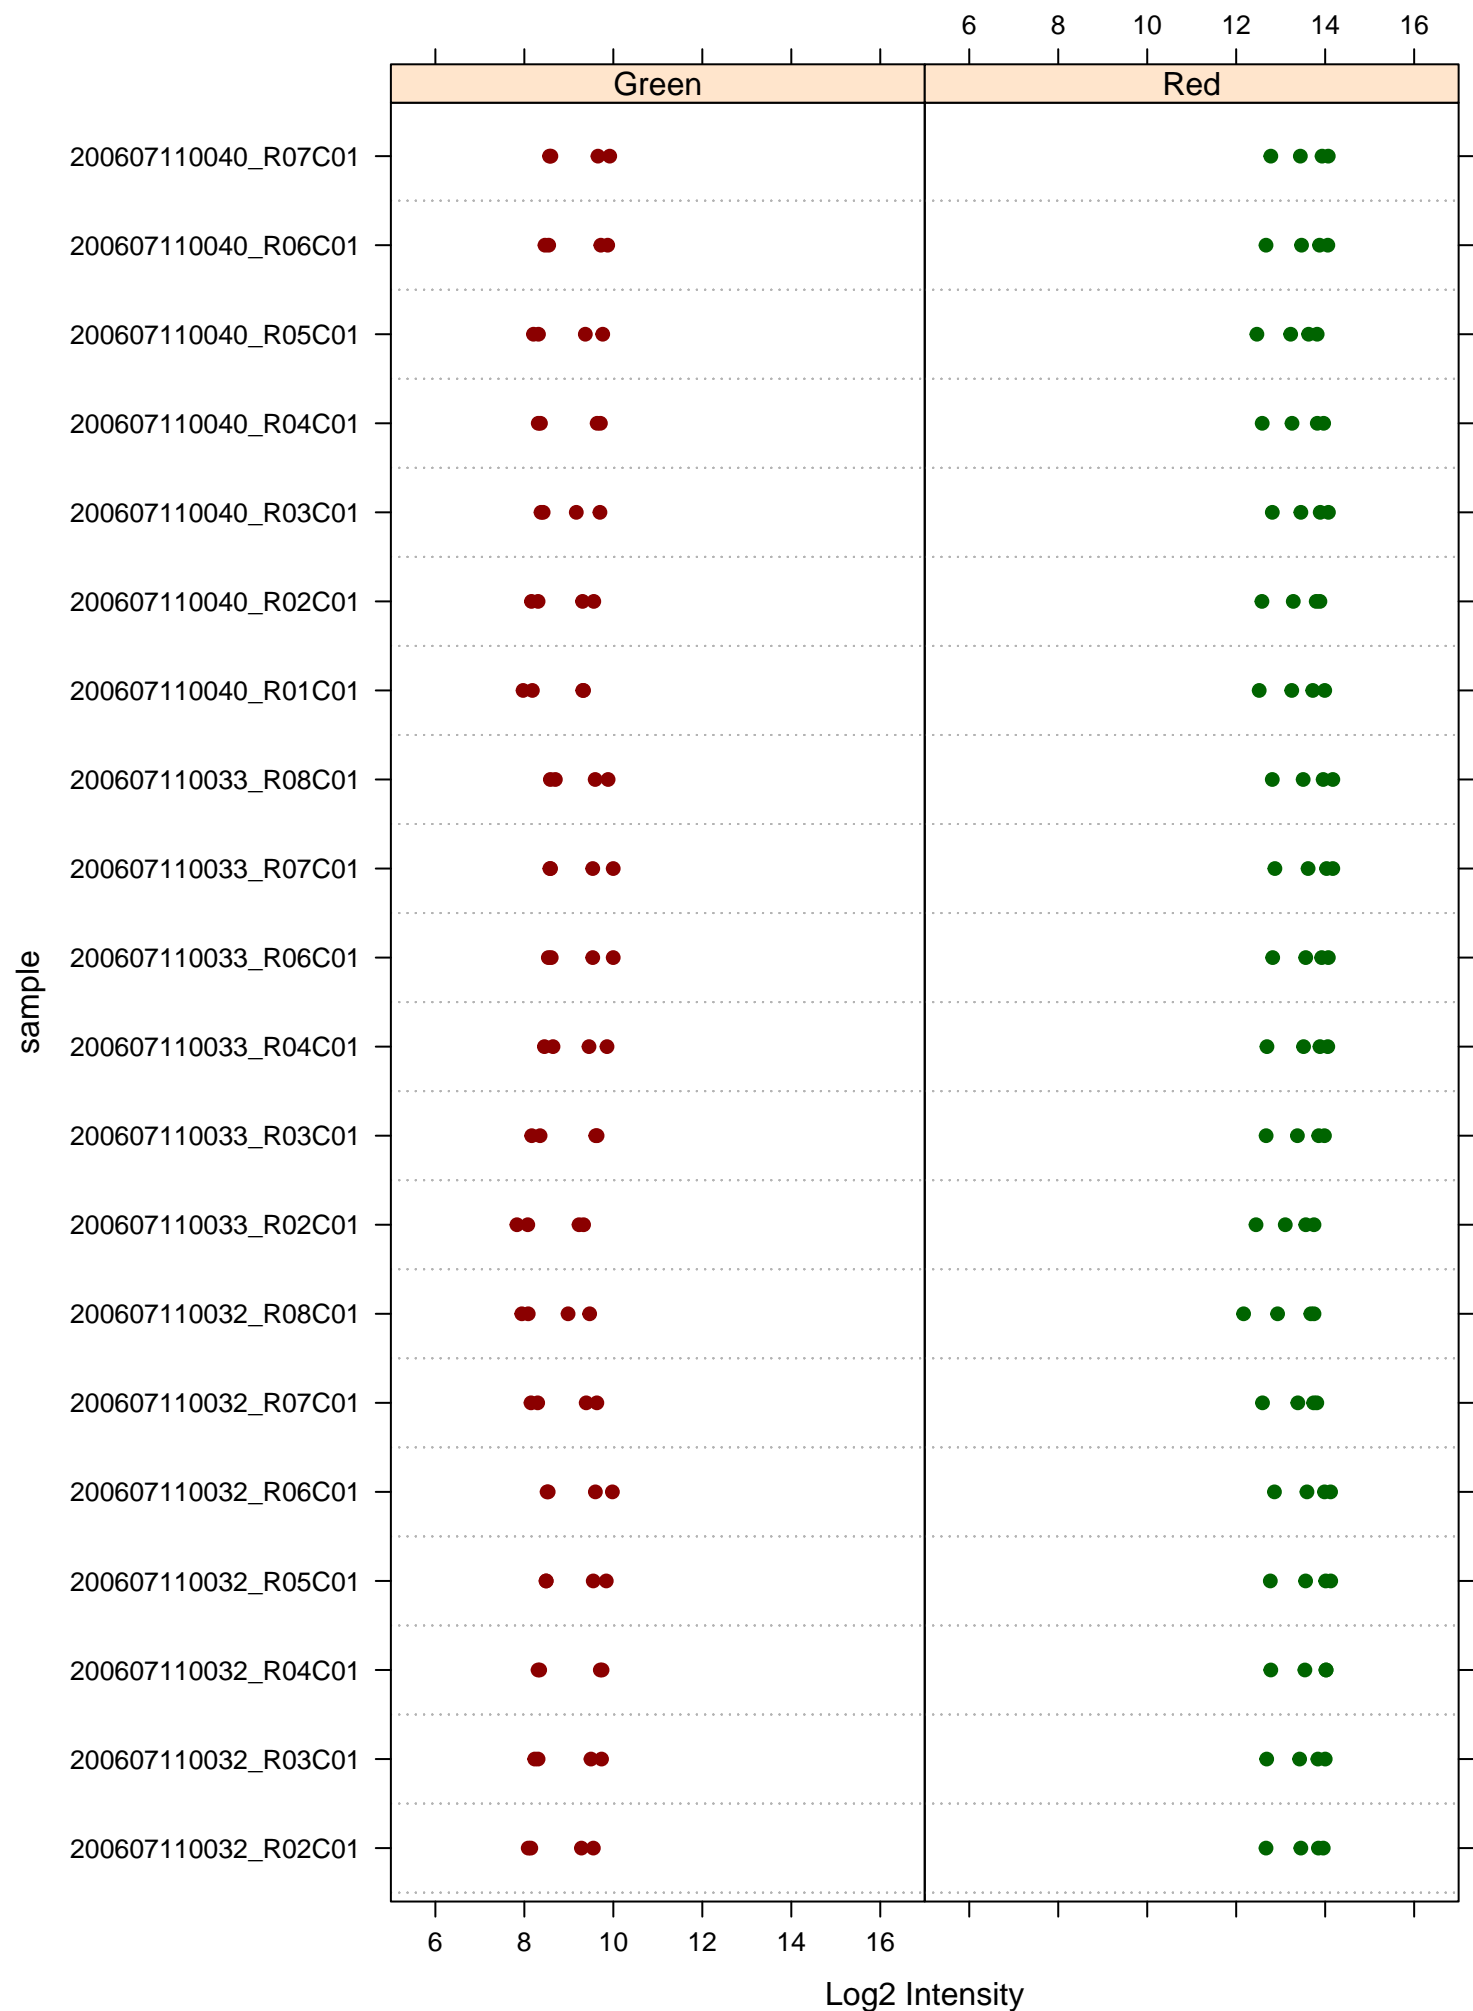 6 8 10 12 14 16
Green Red
200607110040_R07C01
200607110040_R06C01
200607110040_R05C01
200607110040_R04C01
200607110040_R03C01
200607110040_R02C01
200607110040_R01C01
200607110033_R08C01
200607110033_R07C01
200607110033_R06C01
200607110033_R04C01
200607110033_R03C01
200607110033_R02C01
200607110032_R08C01
200607110032_R07C01
200607110032_R06C01
200607110032_R05C01
200607110032_R04C01
200607110032_R03C01
200607110032_R02C01
sample
6 8 10 12 14 16
Log2 Intensity